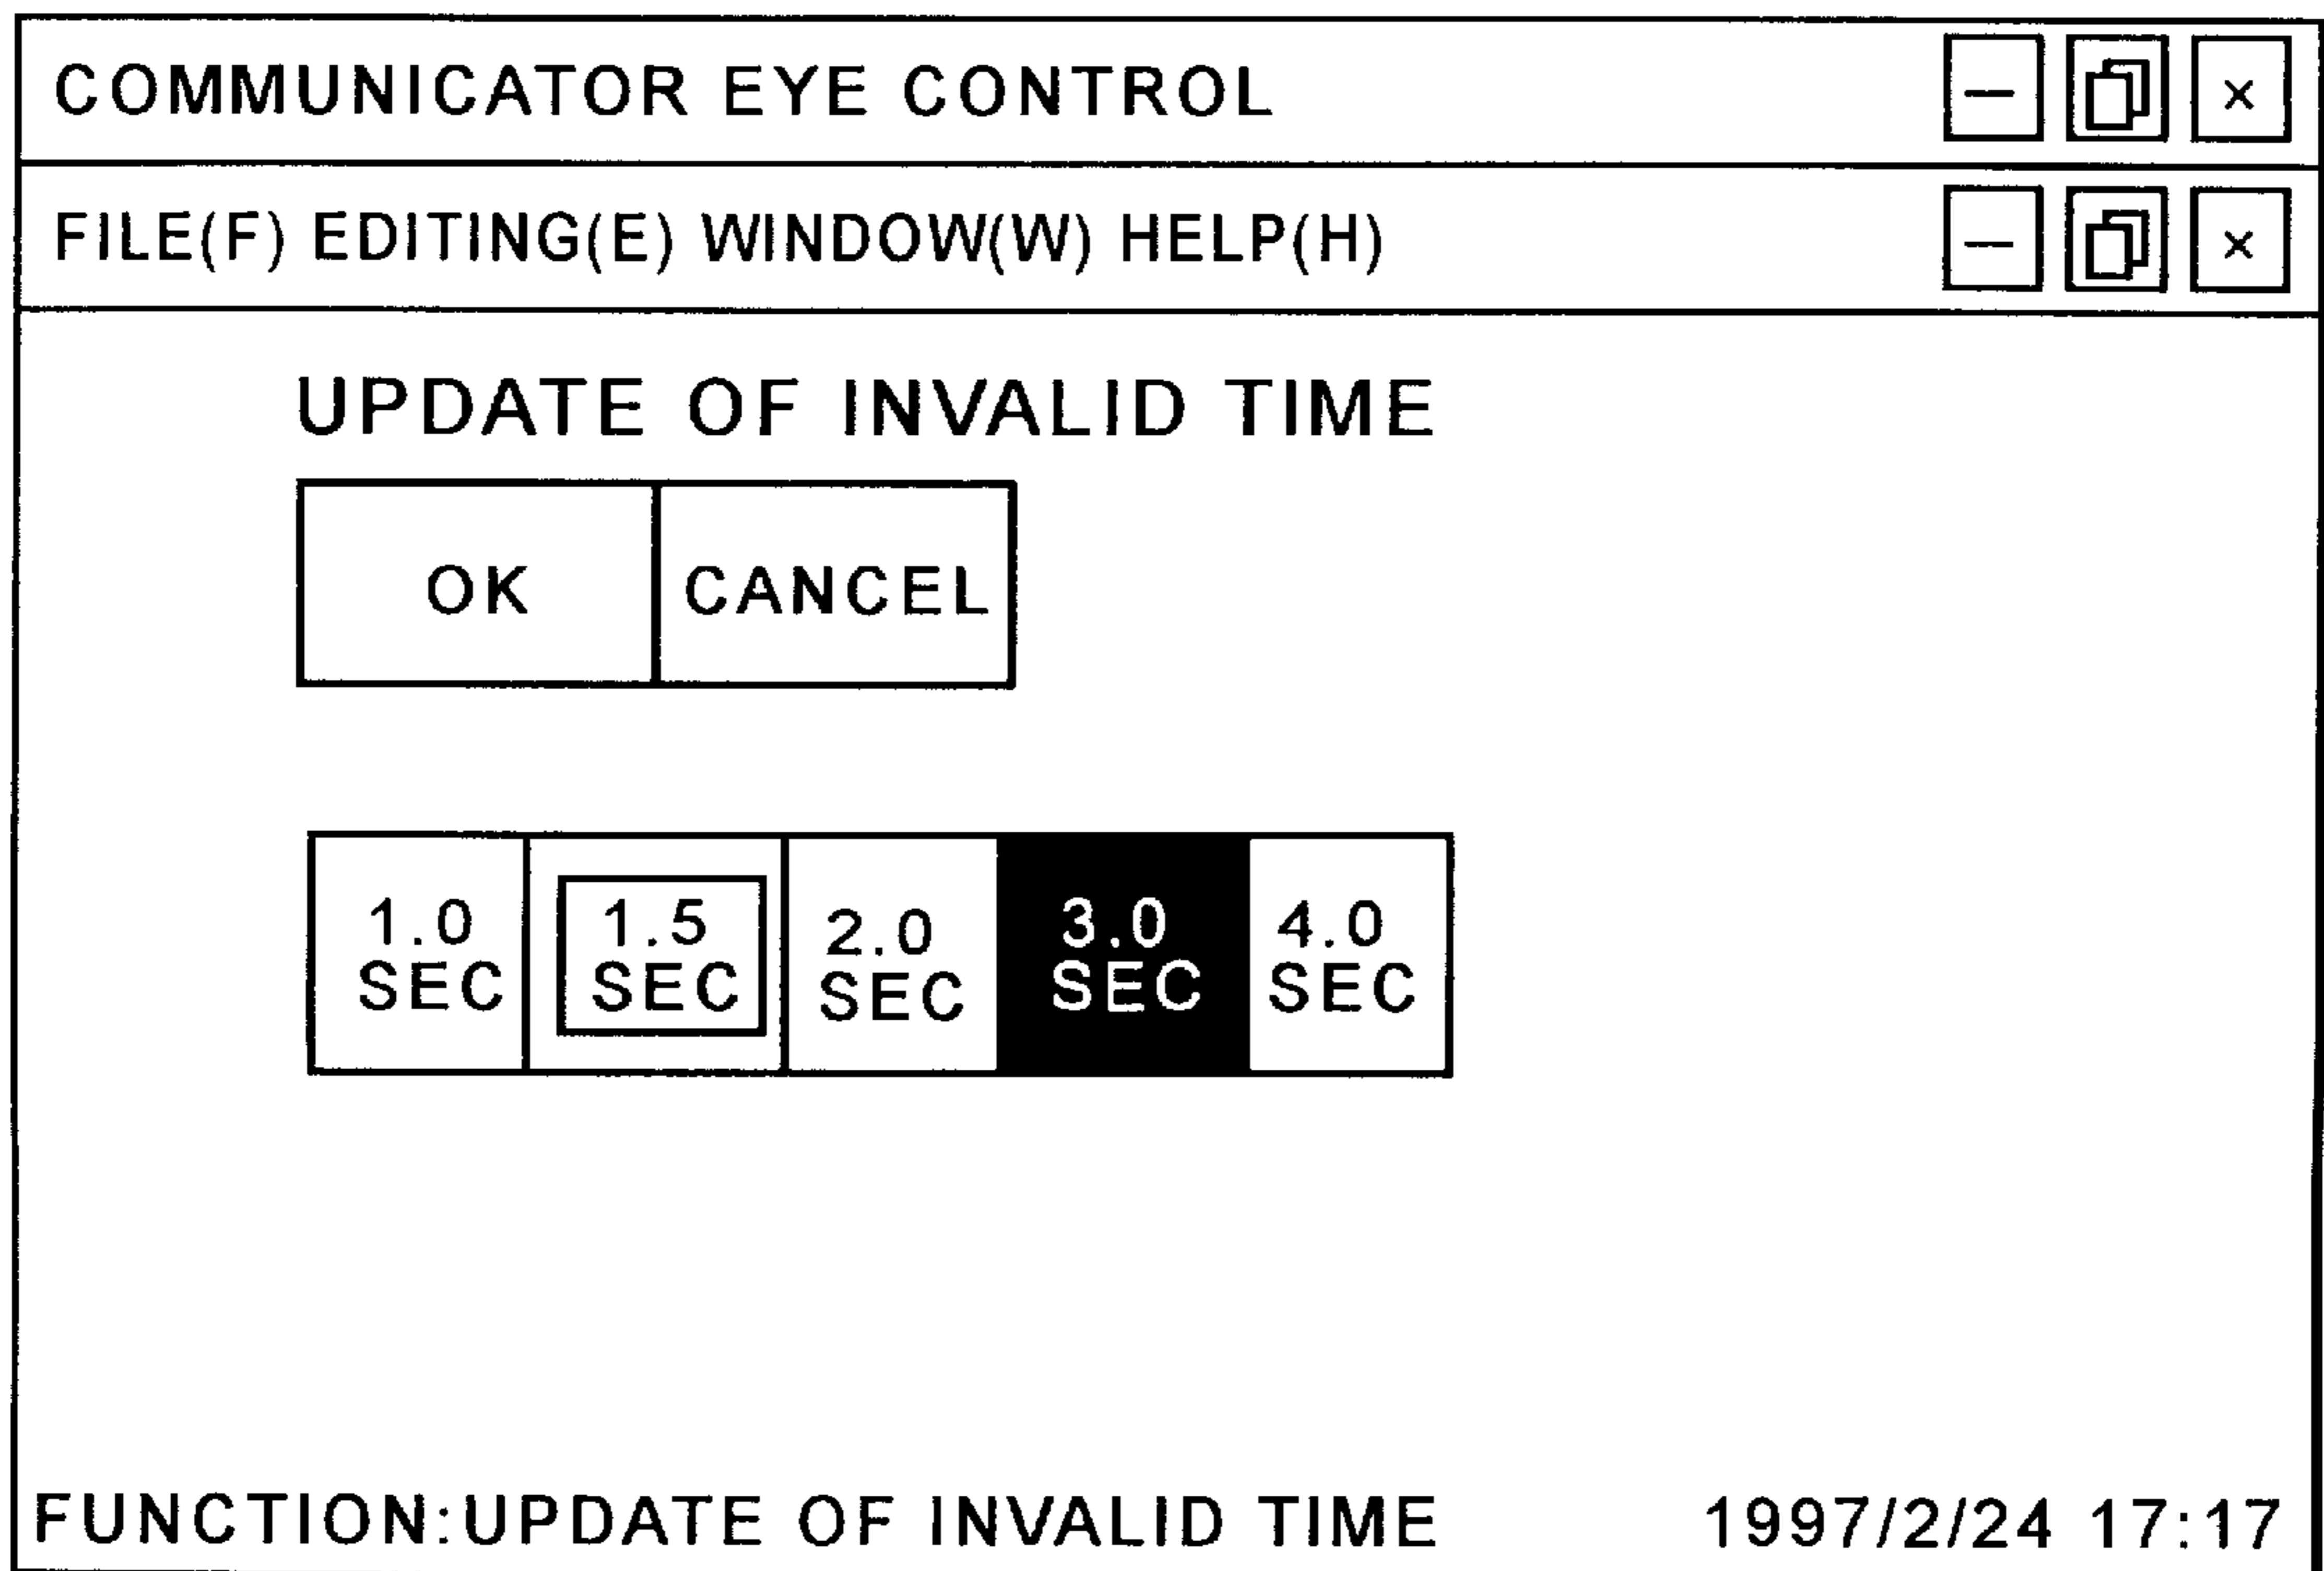 COMMUNICATOR EYE CONTROL
FILE(F) EDITING(E) WINDOW(W) HELP(H)
UPDATE OF INVALID TIME
OK CANCEL
1.0 1.5 2.0 3.0 4.0
SEC SEC SEC SEC SEC
FUNCTION:UPDATE OF INVALID TIME 1997/2/24 17:17